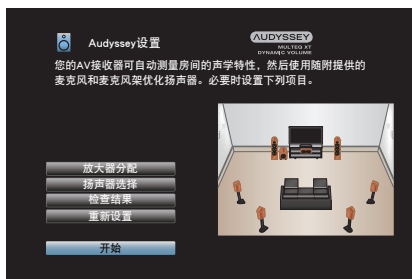 Audyssey设置
AUDYSSEY
MULTEQ XT
DYNAMIC VOLUME
您的AV接收器可自动测量房间的声学特性，然后使用随附提供的
麦克风和麦克风架优化扬声器。必要时设置下列项目。
放大器分配
扬声器选择
检查结果
重新设置
开始